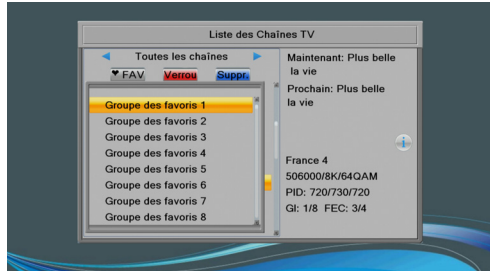 Liste des Chaînes TV
Toutes les chaînes
FAV Verrou Suppr.
Groupe des favoris 1
Groupe des favoris 2
Groupe des favoris 3
Groupe des favoris 4
Groupe des favoris 5
Groupe des favoris 6
Groupe des favoris 7
Groupe des favoris 8
Maintenant: Plus belle
la vie
Prochain: Plus belle
la vie
i
France 4
506000/8K/64QAM
PID: 720/730/720
GI: 1/8 FEC: 3/4